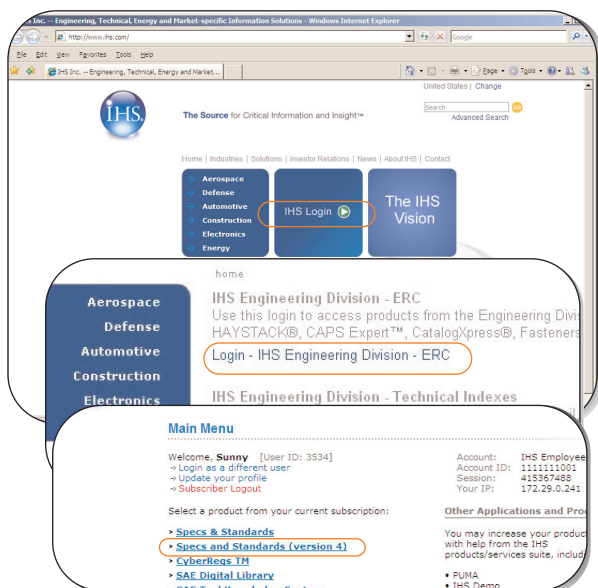 s Inc. -- Engineering, Technical, Energy and Market-specific Information Solutions - Windows Internet Explorer
http://www.ihs.com/
Google
File Edit View Favorites Tools Help
IHS Inc. -- Engineering, Technical, Energy and Market...
Page Tools
United States | Change
IHS
The Source for Critical Information and Insight™
Search GO
Advanced Search
Home | Industries | Solutions | Investor Relations | News | About IHS | Contact
Aerospace
Defense
Automotive
Construction
Electronics
Energy
IHS Login
The IHS
Vision
home
Aerospace
Defense
Automotive
Construction
Electronics
IHS Engineering Division - ERC
Use this login to access products from the Engineering Divis
HAYSTACK®, CAPS Expert™, CatalogXpress®, Fasteners
Login - IHS Engineering Division - ERC
IHS Engineering Division - Technical Indexes
Main Menu
Welcome, Sunny [User ID: 3534]
Login as a different user
Update your profile
Subscriber Logout
Account: IHS Employee
Account ID: 1111111001
Session: 415367488
Your IP: 172.29.0.241
Select a product from your current subscription:
Specs & Standards
Specs and Standards (version 4)
CyberRegs TM
SAE Digital Library
Other Applications and Pro
You may increase your product
with help from the IHS
products/services suite, includi
• PUMA
• IHS Demo